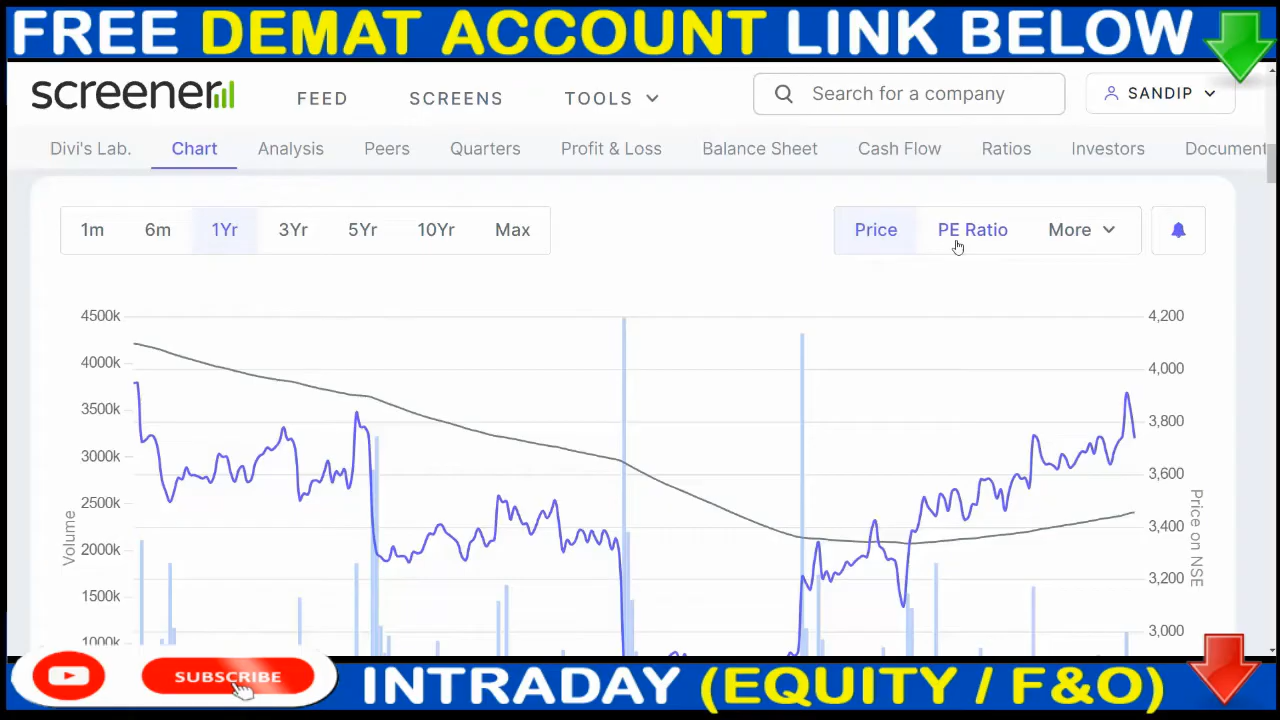 FREE DEMAT ACCOUNT LINK BELOW
screener
FEED SCREENS TOOLS
Search for a company
SANDIP
Divi's Lab. Chart Analysis Peers Quarters Profit & Loss Balance Sheet Cash Flow Ratios Investors Document
1m 6m 1Yr 3Yr 5Yr 10Yr Max
Price PE Ratio More
4500k 4,200
4000k 4,000
3500k 3,800
3000k 3,600
2500k 3,400
2000k 3,200
1500k 3,000
1000k
Volume
Price on NSE
SUBSCRIBE
INTRADAY (EQUITY / F&O)